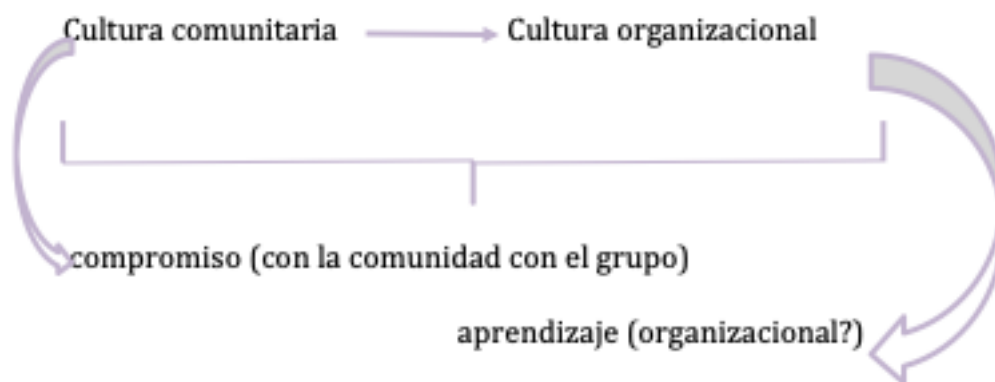 Cultura comunitaria Cultura organizacional
compromiso (con la comunidad con el grupo)
aprendizaje (organizacional?)